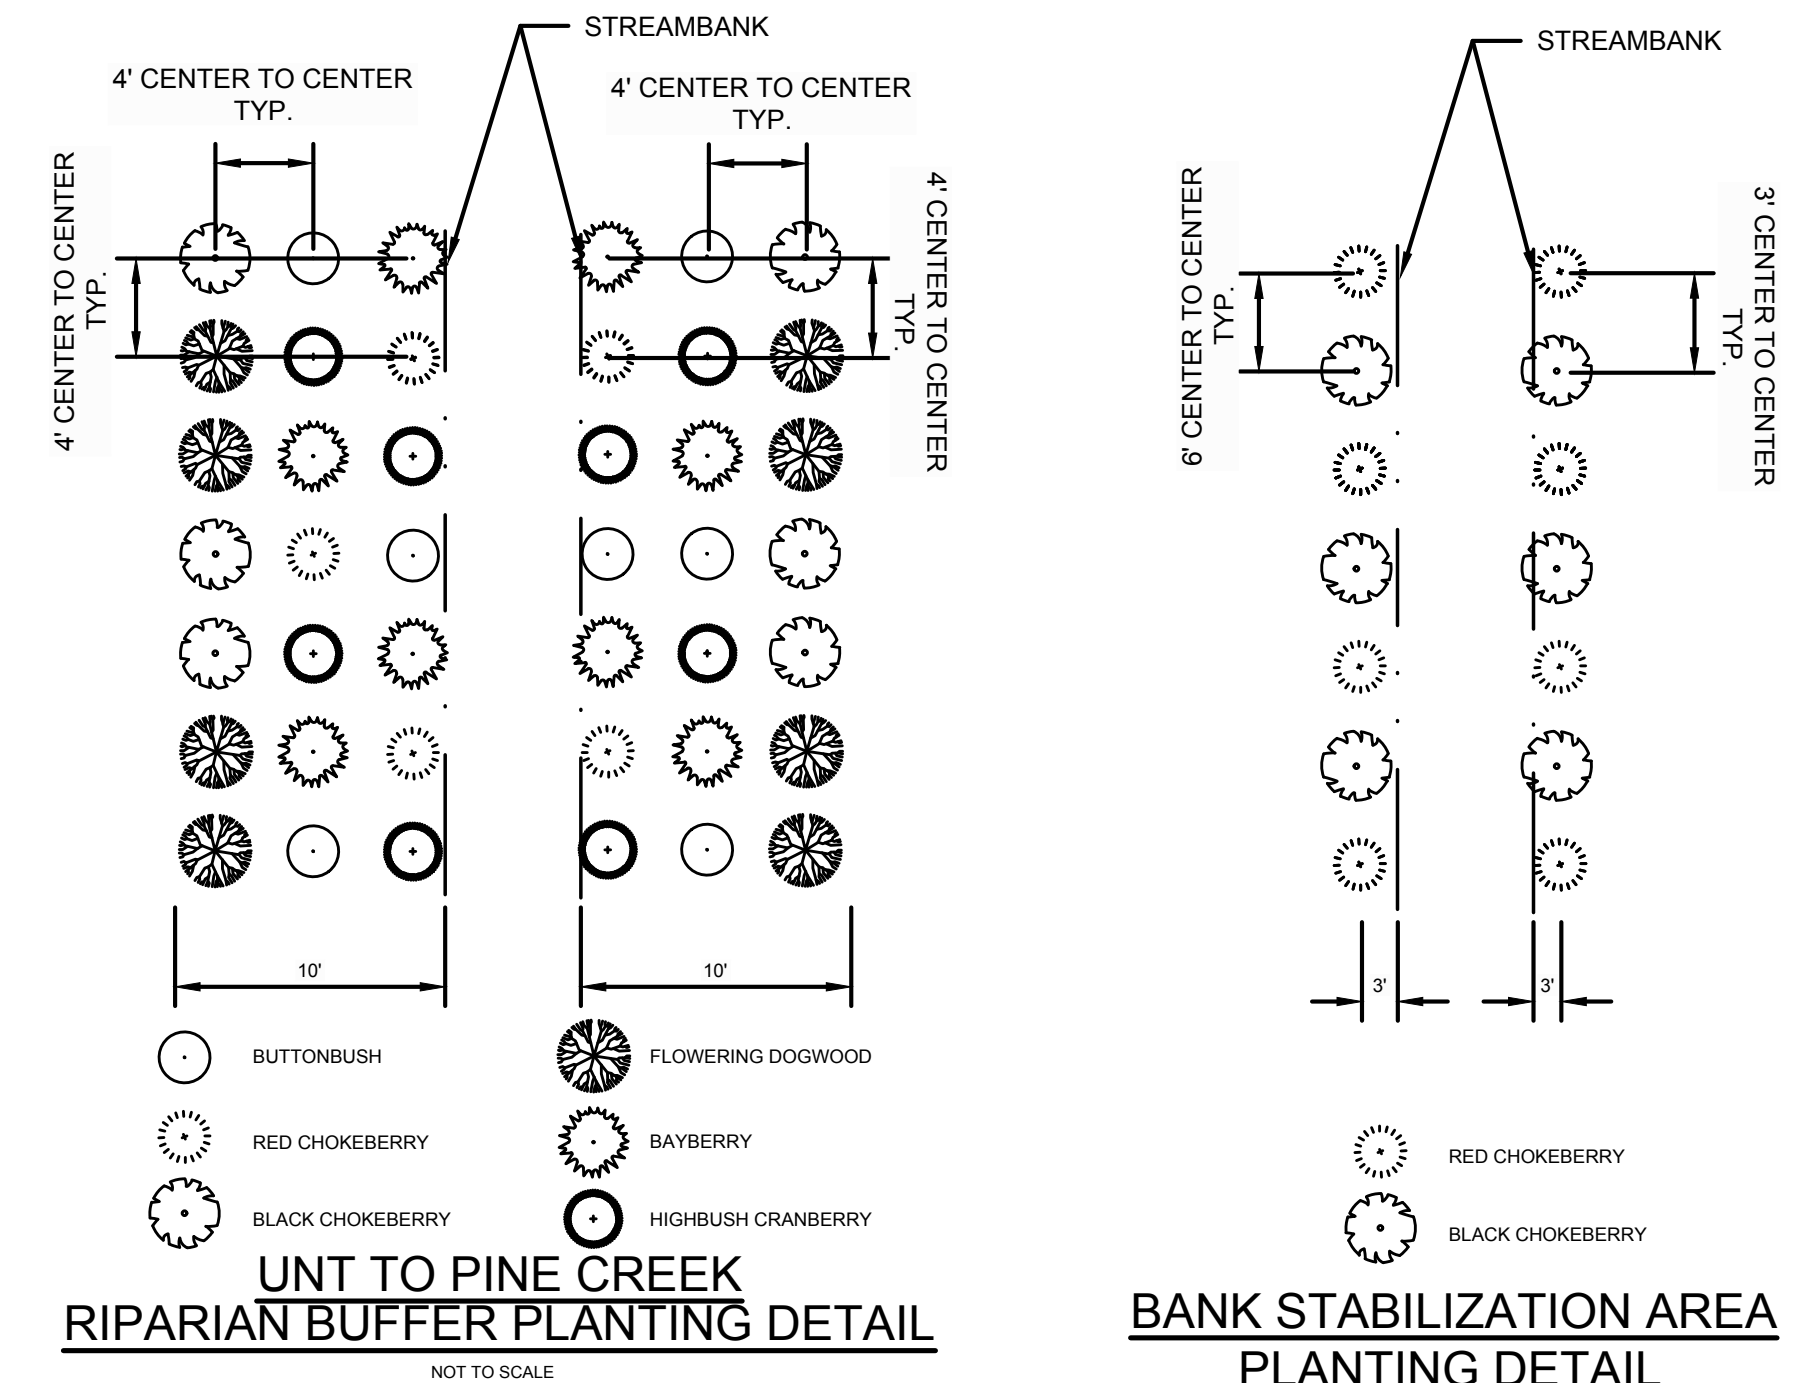 STREAMBANK
4' CENTER TO CENTER
TYP.
4' CENTER TO CENTER
TYP.
4' CENTER TO CENTER
TYP.
4' CENTER TO CENTER
TYP.
10'
10'
BUTTONBUSH
FLOWERING DOGWOOD
RED CHOKEBERRY
BAYBERRY
BLACK CHOKEBERRY
HIGHBUSH CRANBERRY
UNT TO PINE CREEK
RIPARIAN BUFFER PLANTING DETAIL
NOT TO SCALE
STREAMBANK
6' CENTER TO CENTER
TYP.
3' CENTER TO CENTER
TYP.
3'
3'
RED CHOKEBERRY
BLACK CHOKEBERRY
BANK STABILIZATION AREA
PLANTING DETAIL